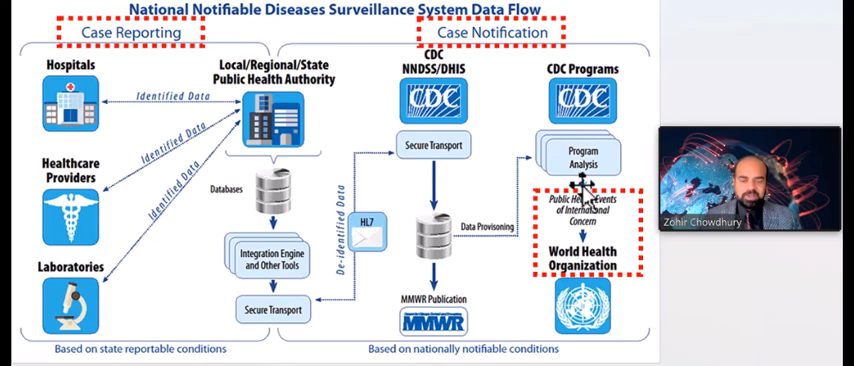 National Notifiable Diseases Surveillance System Data Flow
Case Reporting
Case Notification
Hospitals
Local/Regional/State
Public Health Authority
CDC
NNDSS/DHIS
CDC Programs
Identified Data
CDC
CDC
Identified Data
Identified Data
Healthcare
Providers
Databases
Secure Transport
Program
Analysis
De-identified Data
HL7
Data Provisioning
Public Events
of International
Concern
World Health
Organization
Laboratories
Integration Engine
and Other Tools
Secure Transport
MMWR Publication
MMWR
Based on state reportable conditions
Based on nationally notifiable conditions
Zohir Chowdhury